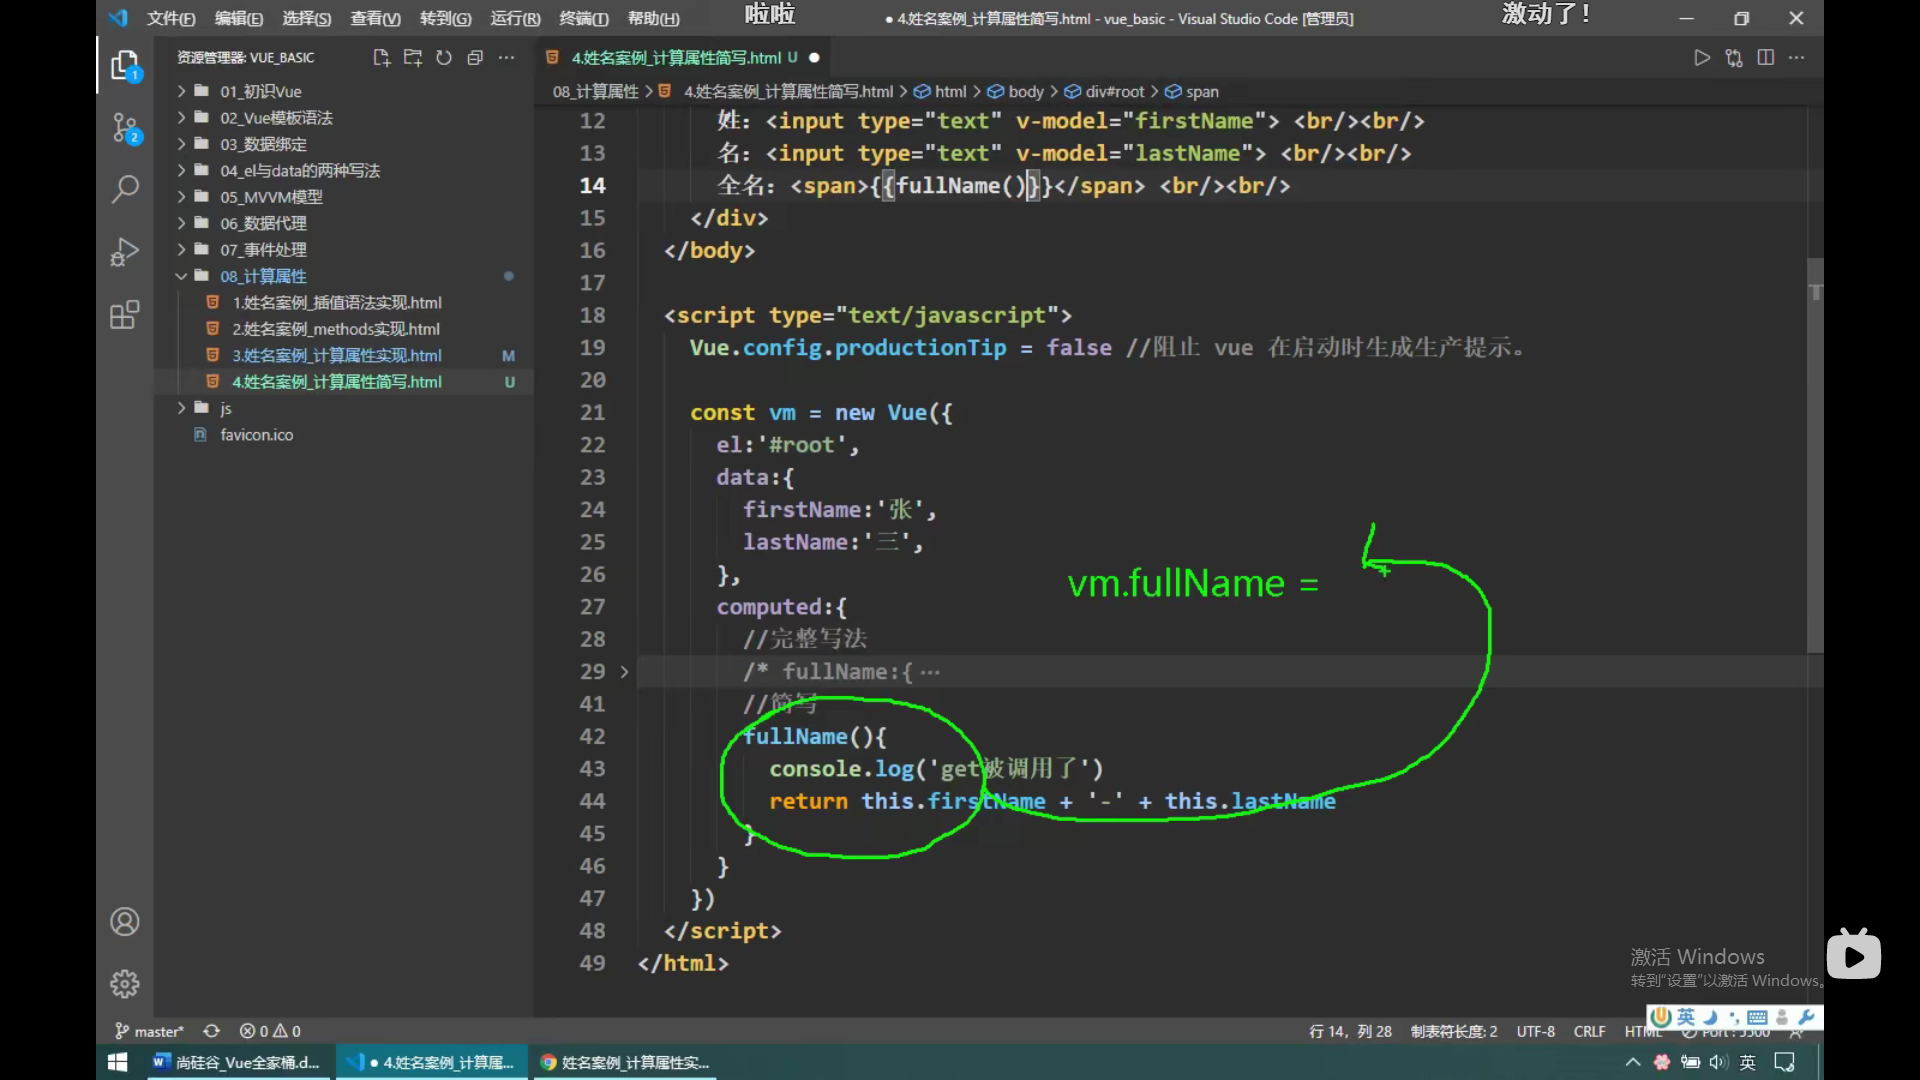 文件(F) 编辑(E) 选择(S) 查看(V) 转到(G) 运行(R) 终端(T) 帮助(H) 啦啦 ● 4.姓名案例_计算属性简写.html - vue_basic - Visual Studio Code [管理员] 激动了!
资源管理器: VUE_BASIC
1
2
01_初识Vue
02_Vue模板语法
03_数据绑定
04_el与data的两种写法
05_MVVM模型
06_数据代理
07_事件处理
08_计算属性
1.姓名案例_插值语法实现.html
2.姓名案例_methods实现.html
3.姓名案例_计算属性实现.html M
4.姓名案例_计算属性简写.html U
js
favicon.ico
4.姓名案例_计算属性简写.html U ●
08_计算属性 > 4.姓名案例_计算属性简写.html > html > body > div#root > span
12 姓：<input type="text" v-model="firstName"> <br/><br/>
13 名：<input type="text" v-model="lastName"> <br/><br/>
14 全名：<span>{{fullName()}}</span> <br/><br/>
15 </div>
16 </body>
17
18 <script type="text/javascript">
19 Vue.config.productionTip = false //阻止 vue 在启动时生成生产提示。
20
21 const vm = new Vue({
22 el:'#root',
23 data:{
24 firstName:'张',
25 lastName:'三',
26 },
27 computed:{
28 //完整写法
29 /* fullName:{ …
41 //简写
42 fullName(){
43 console.log('get被调用了')
44 return this.firstName + '-' + this.lastName
45 }
46 }
47 })
48 </script>
49 </html>
vm.fullName =
激活 Windows
转到"设置"以激活 Windows。
英
master* 0 0 行 14，列 28 制表符长度: 2 UTF-8 CRLF HTML Port : 5500
尚硅谷_Vue全家桶.d... ● 4.姓名案例_计算属... 姓名案例_计算属性实... 英